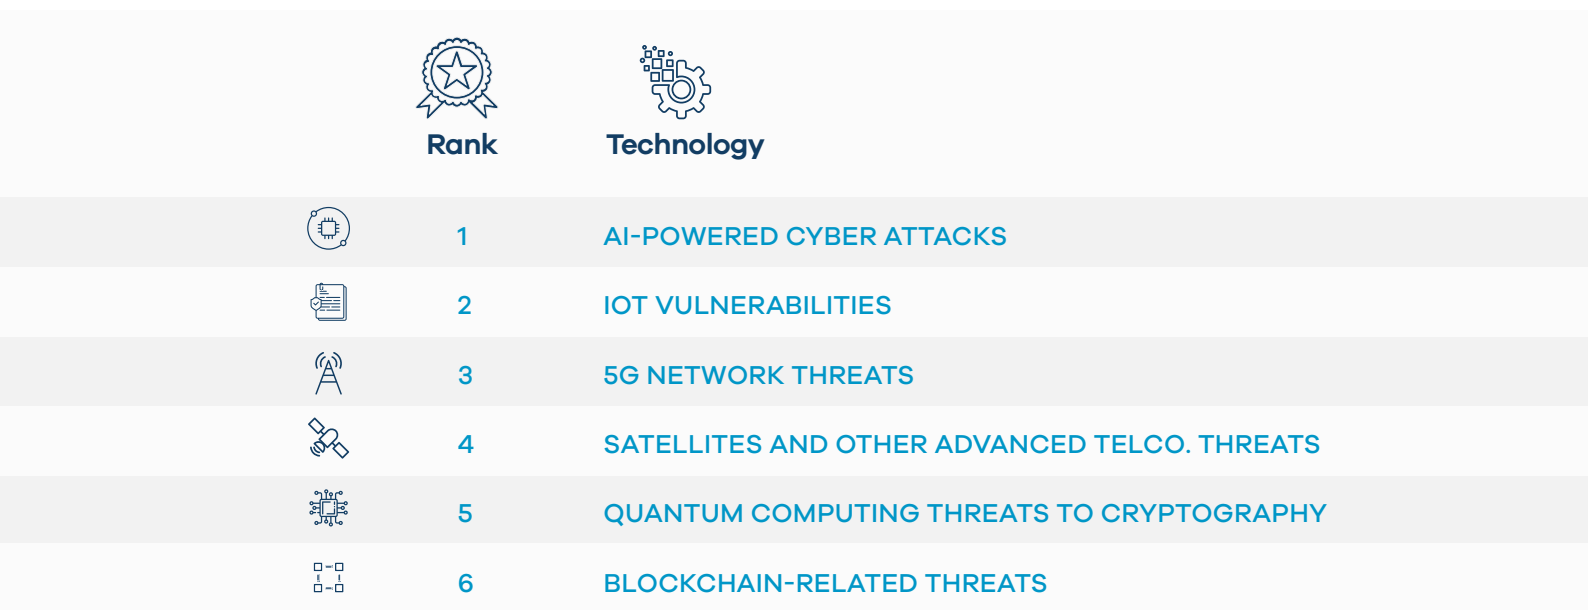 Rank Technology
1 AI-POWERED CYBER ATTACKS
2 IOT VULNERABILITIES
3 5G NETWORK THREATS
4 SATELLITES AND OTHER ADVANCED TELCO. THREATS
5 QUANTUM COMPUTING THREATS TO CRYPTOGRAPHY
6 BLOCKCHAIN-RELATED THREATS